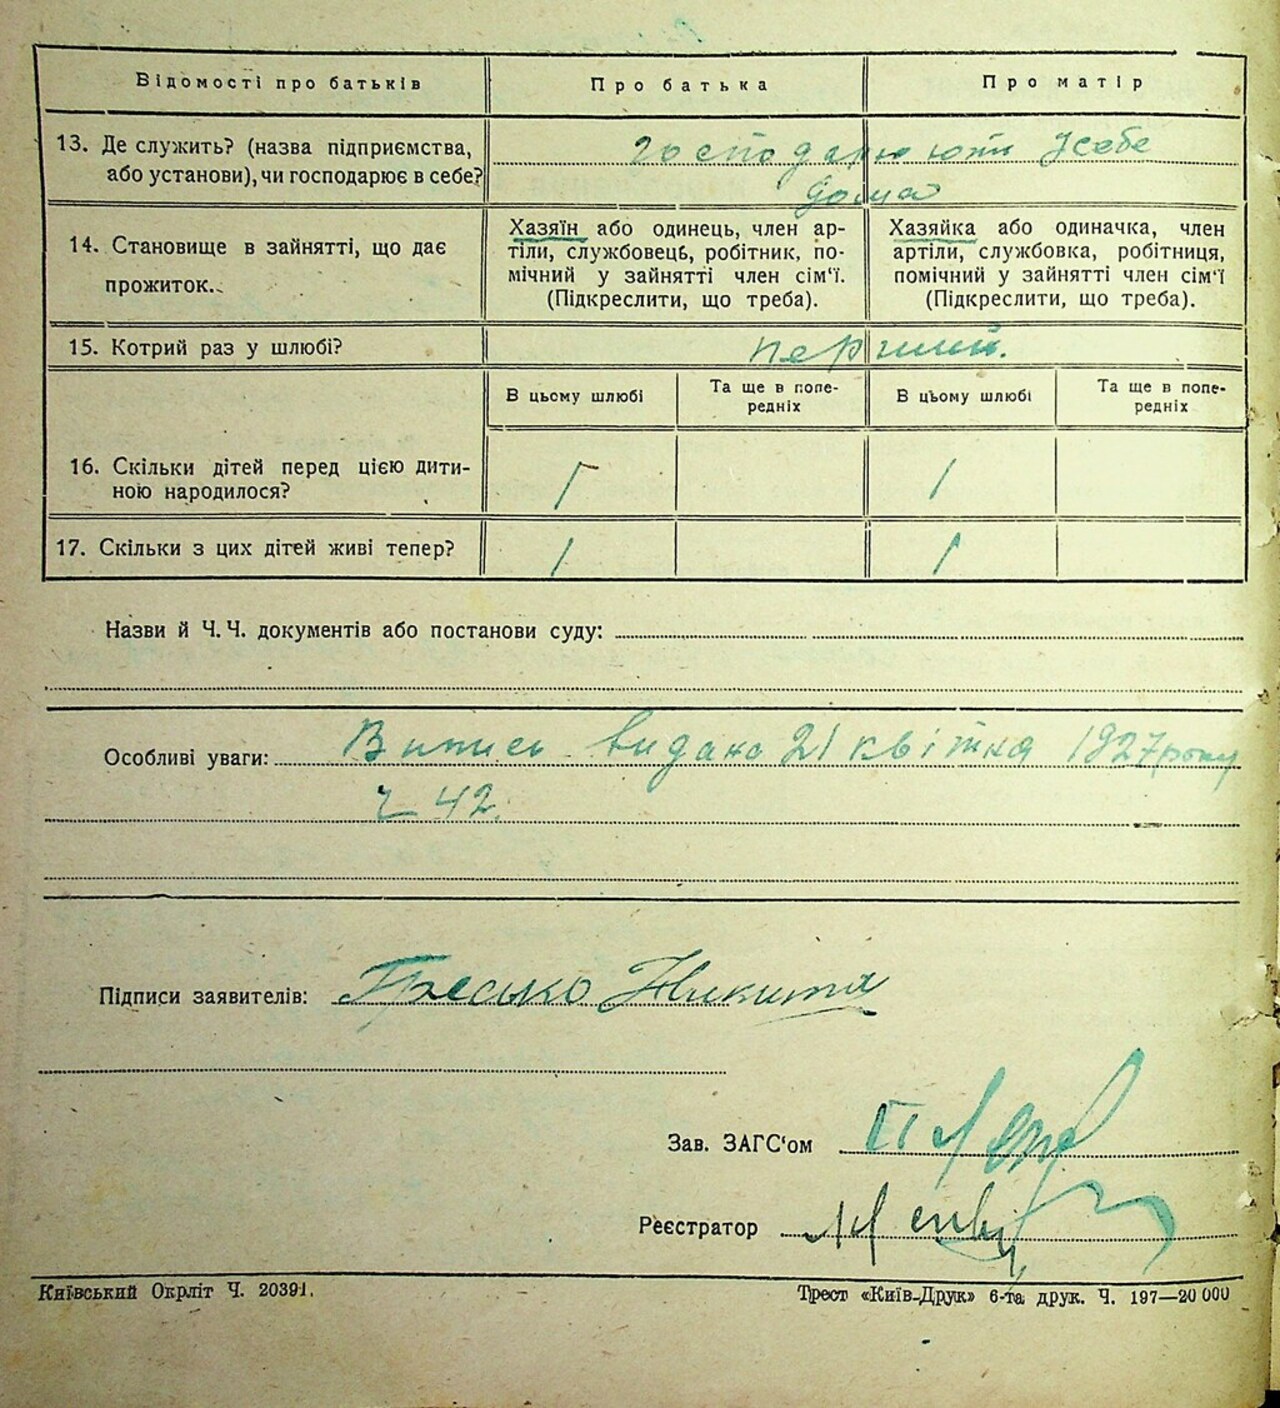 Відомості про батьків Про батька Про матір
13. Де служить? (назва підприємства, або установи), чи господарює в себе? господарюють усебе
дома
14. Становище в зайнятті, що дає прожиток..
Хазяїн або одинець, член ар-
тіли, службовець, робітник, по-
мічний у зайнятті член сім‘ї.
(Підкреслити, що треба).
Хазяйка або одиначка, член
артіли, службовка, робітниця,
помічний у зайнятті член сім‘ї
(Підкреслити, що треба).
15. Котрий раз у шлюбі? перший.
В цьому шлюбі Та ще в попе-
редніх В цьому шлюбі Та ще в попе-
редніх
16. Скільки дітей перед цією дити-
ною народилося? 1 1
17. Скільки з цих дітей живі тепер? 1 1
Назви й Ч. Ч. документів або постанови суду:
Особливі уваги: Витись видано 21 квітня 1927 року
ч 42.
Підписи заявителів: Никита
Зав. ЗАГС‘ом
Реєстратор
Київський Окрліт Ч. 20391.
Трест «Київ-Друк» 6-та друк. Ч. 197—20 000